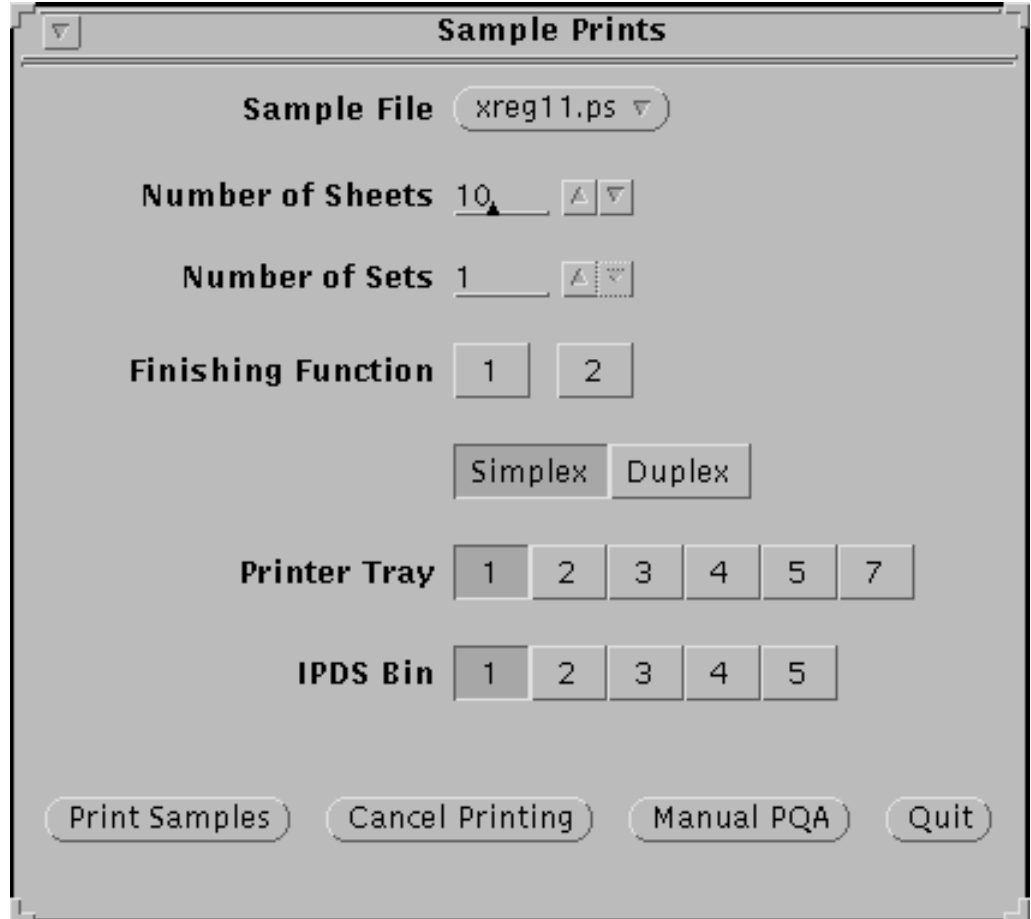 Sample Prints
Sample File xreg11.ps
Number of Sheets 10
Number of Sets 1
Finishing Function 1 2
Simplex Duplex
Printer Tray 1 2 3 4 5 7
IPDS Bin 1 2 3 4 5
Print Samples Cancel Printing Manual PQA Quit